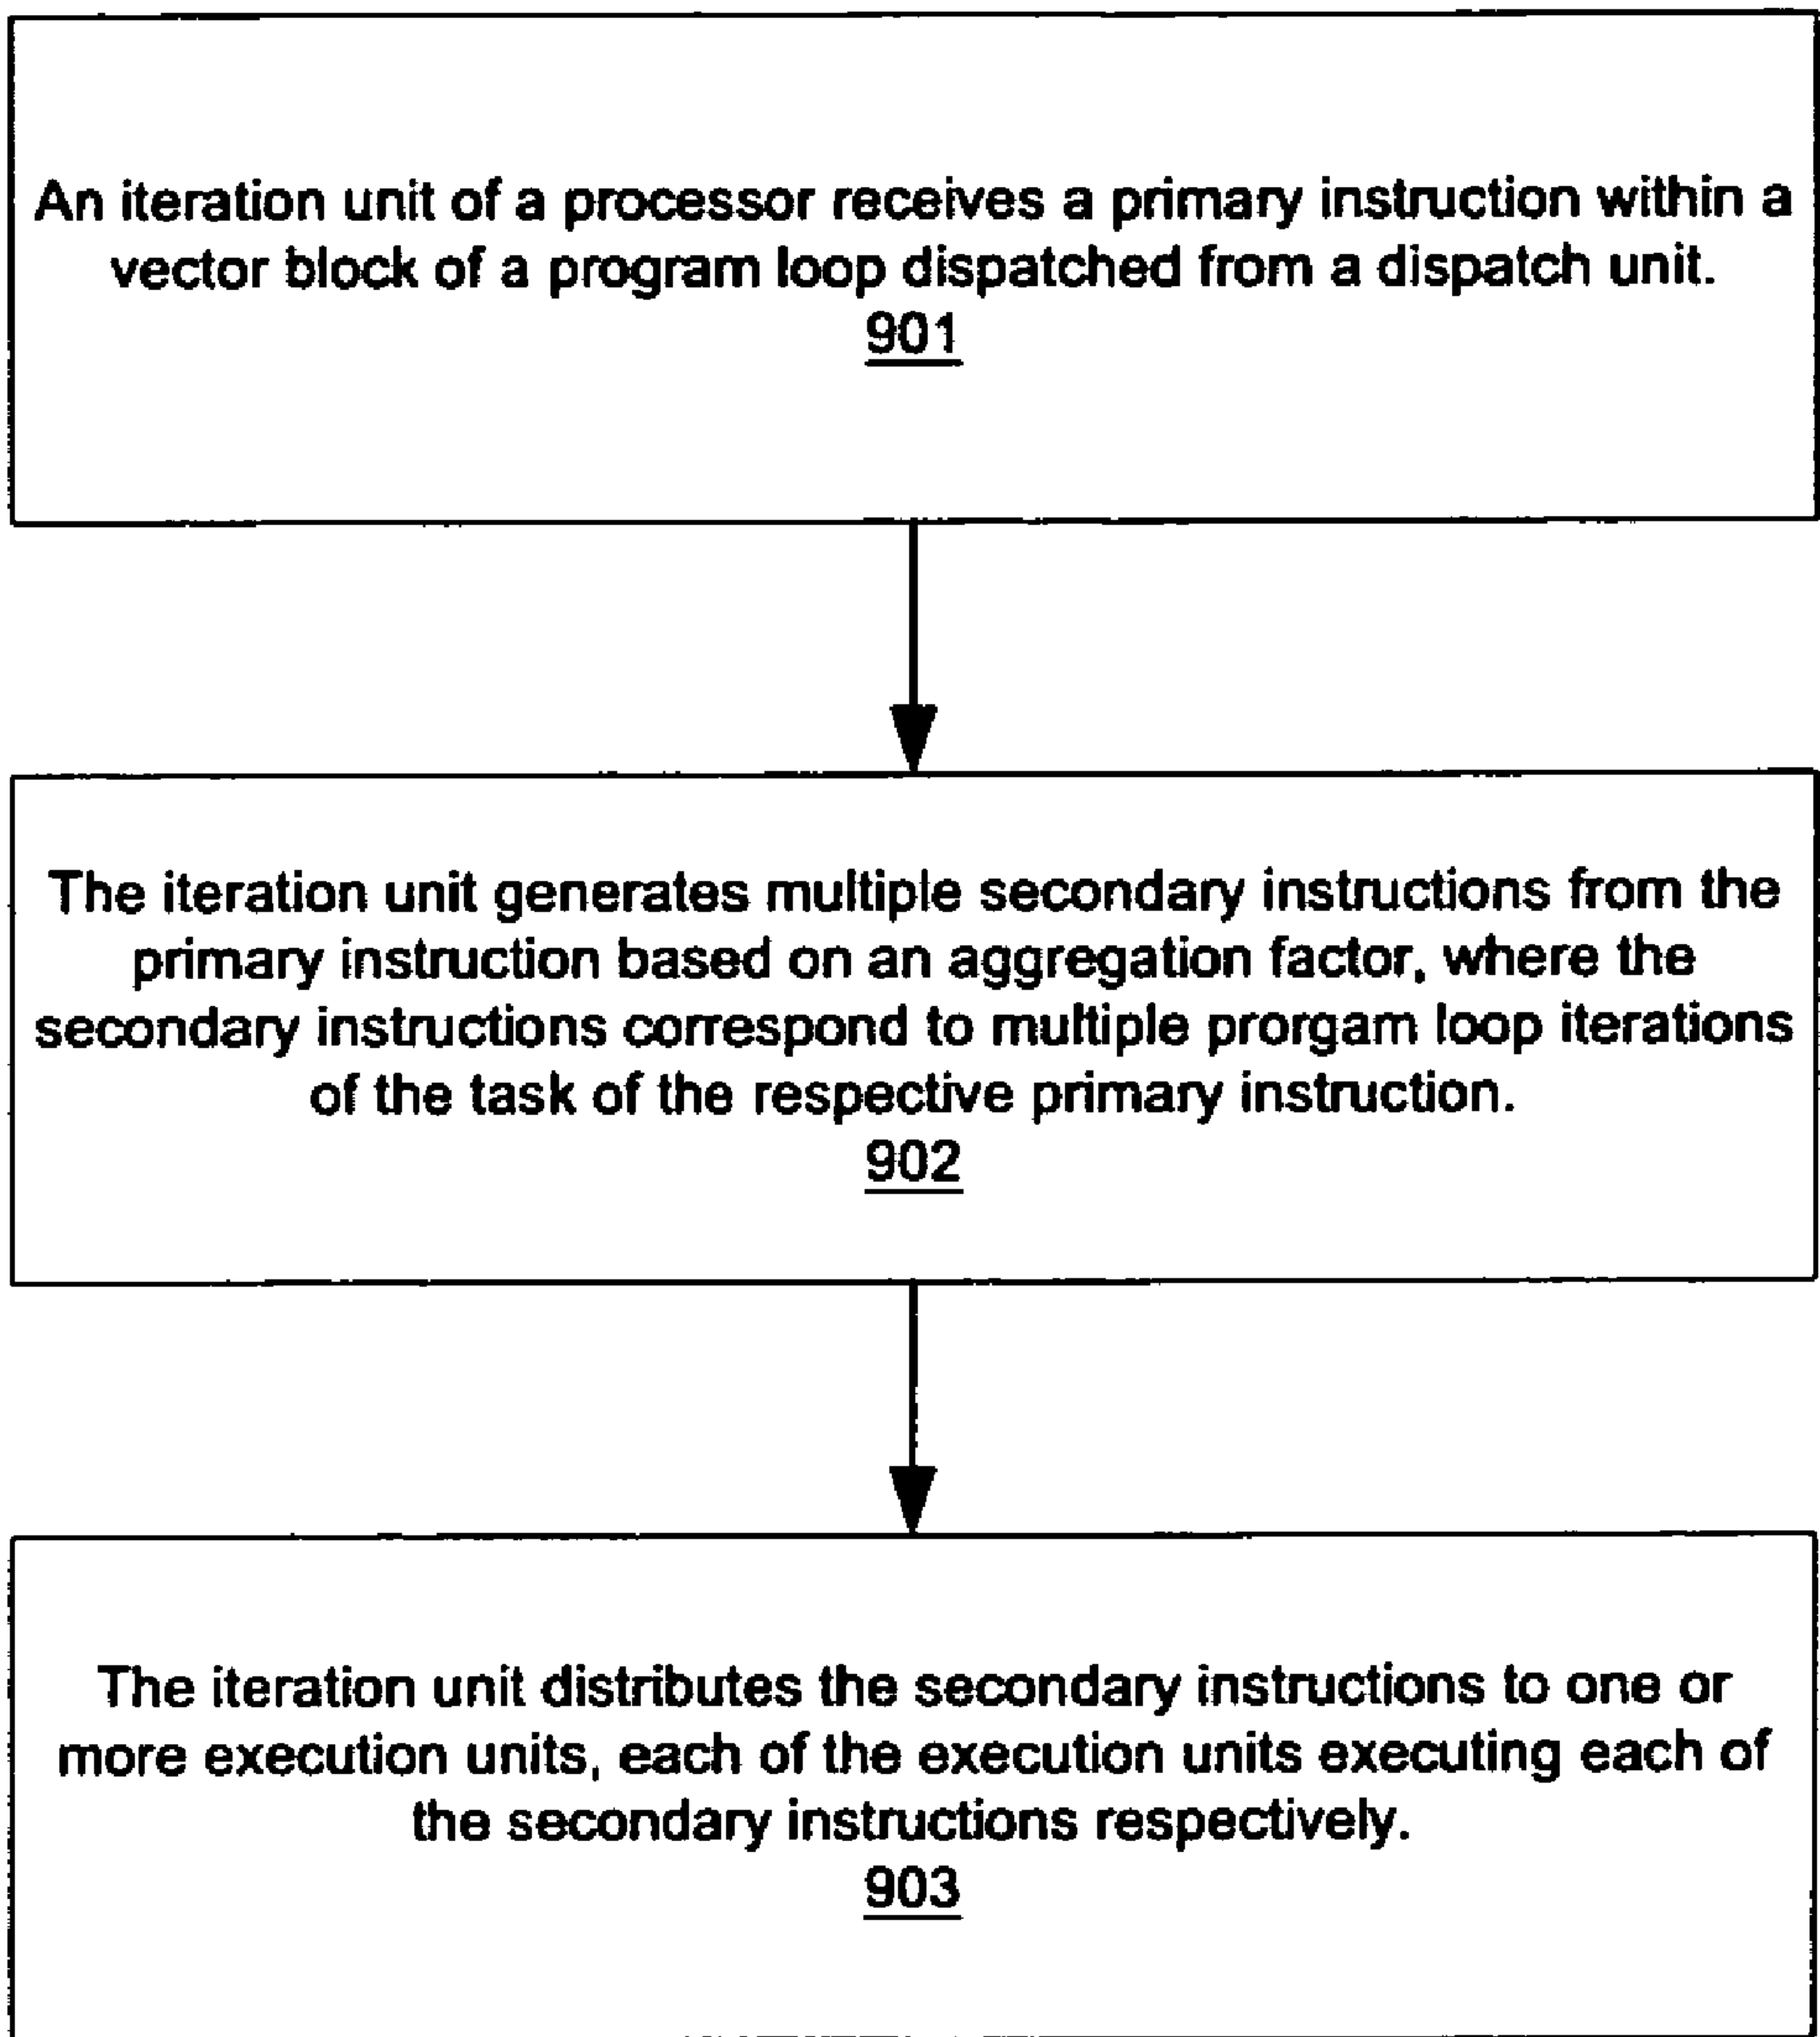 An iteration unit of a processor receives a primary instruction within a
vector block of a program loop dispatched from a dispatch unit.
901
The iteration unit generates multiple secondary instructions from the
primary instruction based on an aggregation factor, where the
secondary instructions correspond to multiple prorgam loop iterations
of the task of the respective primary instruction.
902
The iteration unit distributes the secondary instructions to one or
more execution units, each of the execution units executing each of
the secondary instructions respectively.
903